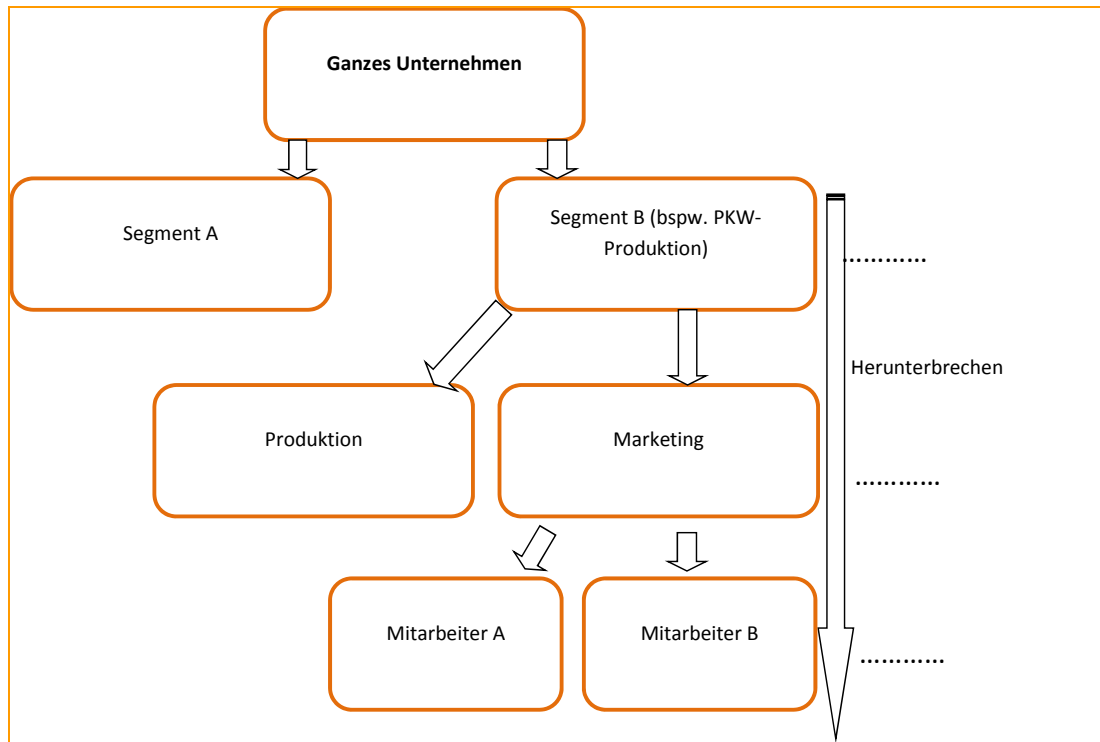 Ganzes Unternehmen
Segment A
Segment B (bspw. PKW-
Produktion)
…………
Herunterbrechen
Produktion
Marketing
…………
Mitarbeiter A
Mitarbeiter B
…………